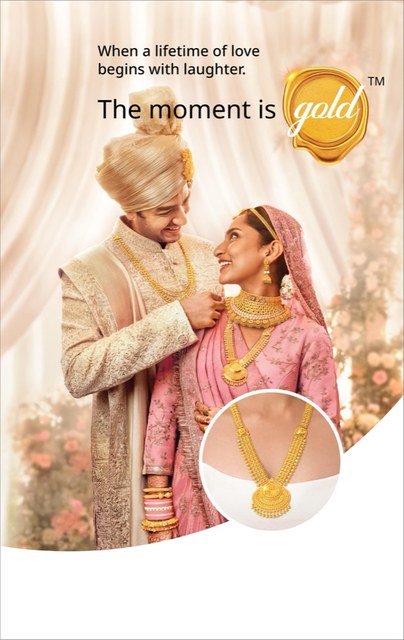 When a lifetime of love
begins with laughter.
The moment is gold TM